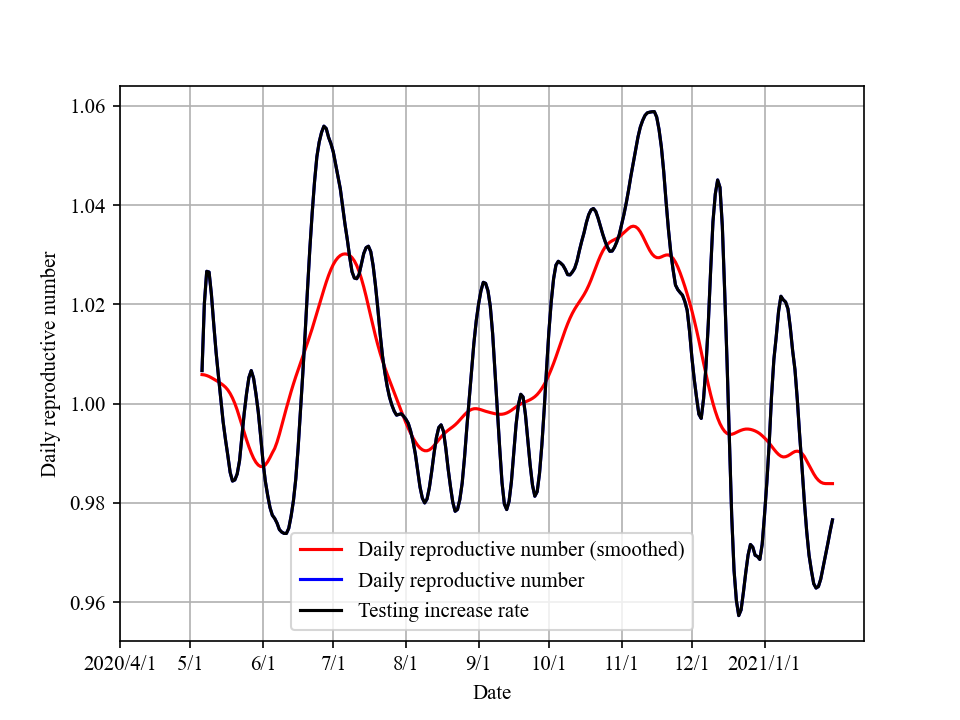 1.06
1.04
1.02
1.00
0.98
0.96
Daily reproductive number
Daily reproductive number (smoothed)
Daily reproductive number
Testing increase rate
2020/4/1 5/1 6/1 7/1 8/1 9/1 10/1 11/1 12/1 2021/1/1
Date